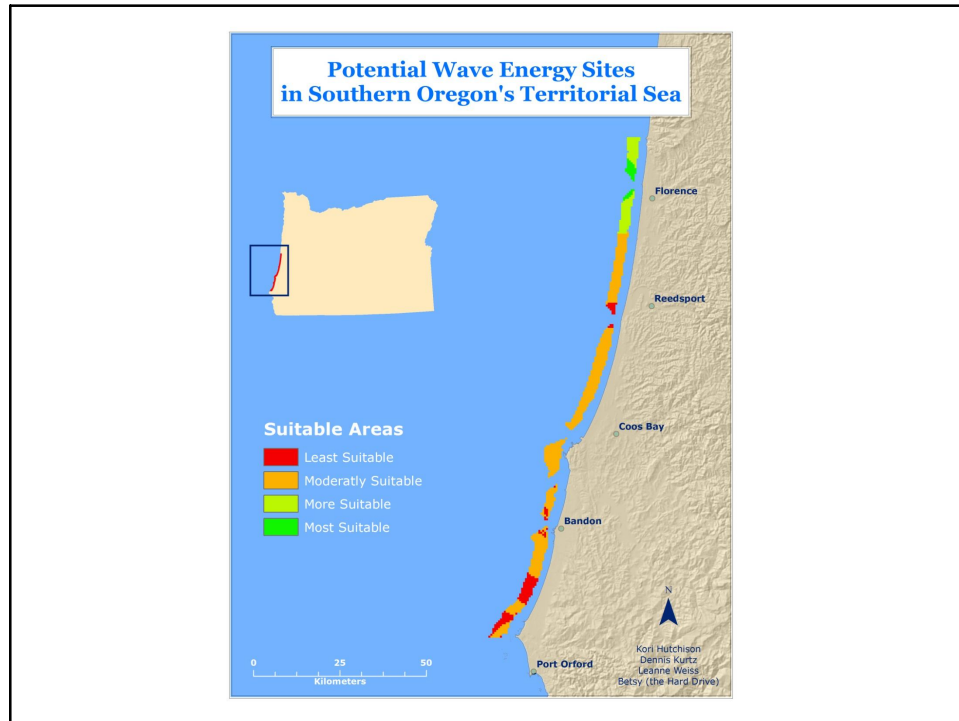 Potential Wave Energy Sites
in Southern Oregon's Territorial Sea
Florence
Reedsport
Coos Bay
Suitable Areas
Least Suitable
Moderatly Suitable
More Suitable
Most Suitable
Bandon
N
Port Orford
0 25 50
Kilometers
Kori Hutchison
Dennis Kurtz
Leanne Weiss
Betsy (the Hard Drive)